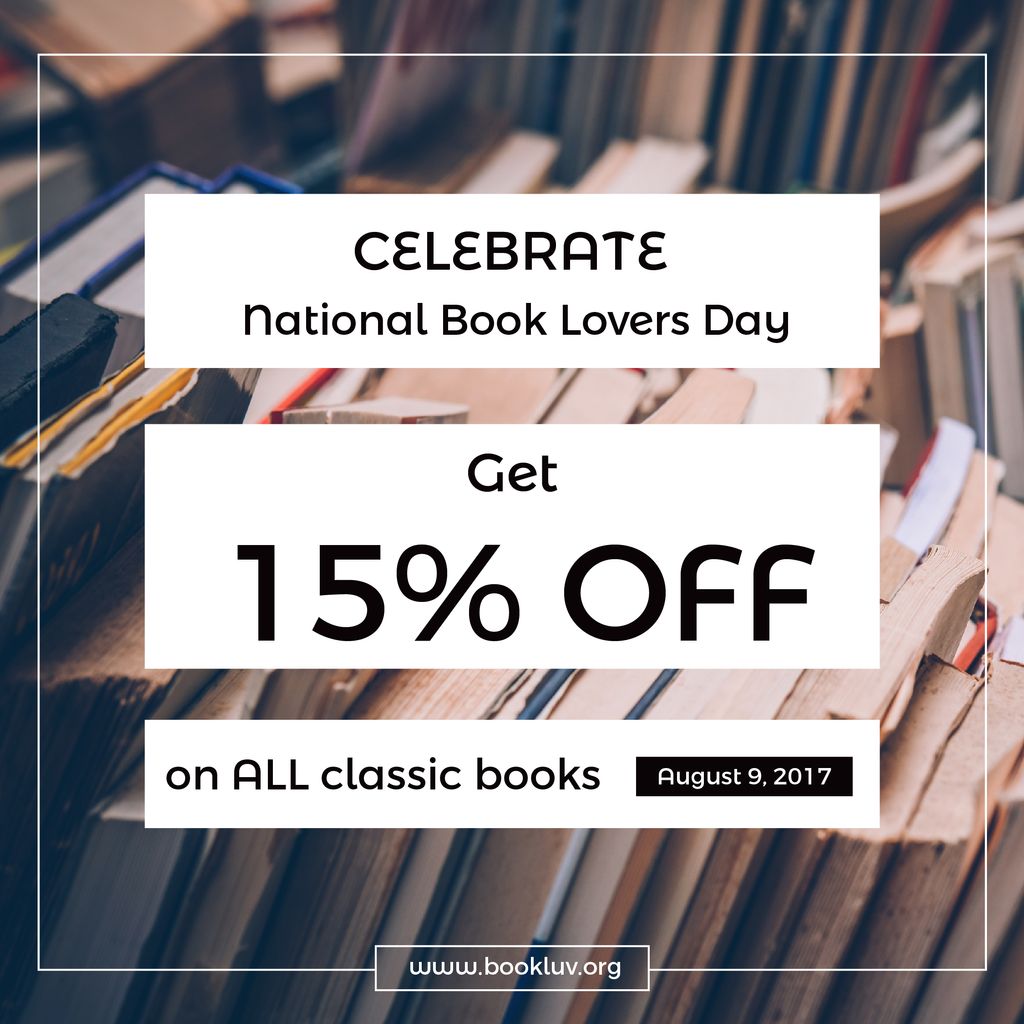 CELEBRATE
National Book Lovers Day
Get
15% OFF
on ALL classic books
August 9, 2017
www.bookluv.org